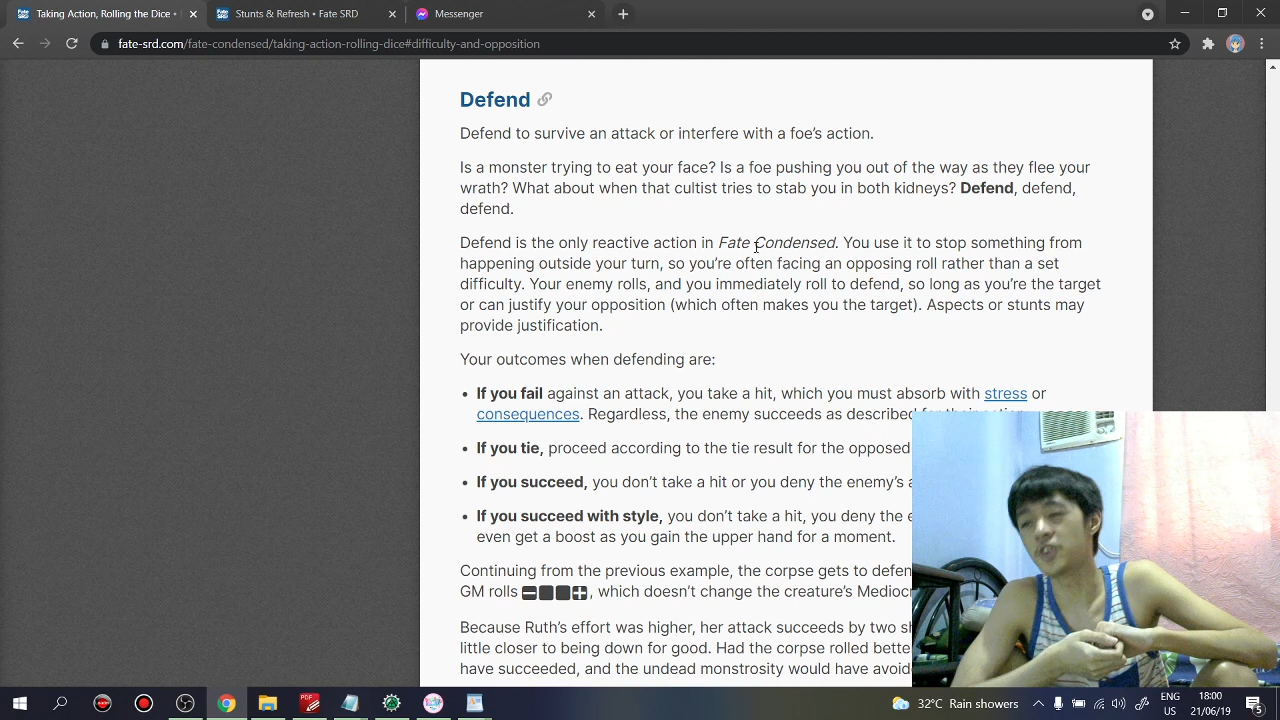 Taking Action, Rolling the Dice •
Stunts & Refresh • Fate SRD
Messenger
fate-srd.com/fate-condensed/taking-action-rolling-dice#difficulty-and-opposition
Defend
Defend to survive an attack or interfere with a foe's action.
Is a monster trying to eat your face? Is a foe pushing you out of the way as they flee your
wrath? What about when that cultist tries to stab you in both kidneys? Defend, defend,
defend.
Defend is the only reactive action in Fate Condensed. You use it to stop something from
happening outside your turn, so you're often facing an opposing roll rather than a set
difficulty. Your enemy rolls, and you immediately roll to defend, so long as you're the target
or can justify your opposition (which often makes you the target). Aspects or stunts may
provide justification.
Your outcomes when defending are:
• If you fail against an attack, you take a hit, which you must absorb with stress or
consequences. Regardless, the enemy succeeds as described
• If you tie, proceed according to the tie result for the opposed
• If you succeed, you don't take a hit or you deny the enemy's
• If you succeed with style, you don't take a hit, you deny the
even get a boost as you gain the upper hand for a moment.
Continuing from the previous example, the corpse gets to
GM rolls , which doesn't change the creature's
Because Ruth's effort was higher, her attack succeeds by two
little closer to being down for good. Had the corpse rolled
have succeeded, and the undead monstrosity would have
PDF
32°C Rain showers
ENG
US
18:00
21/06/19
5